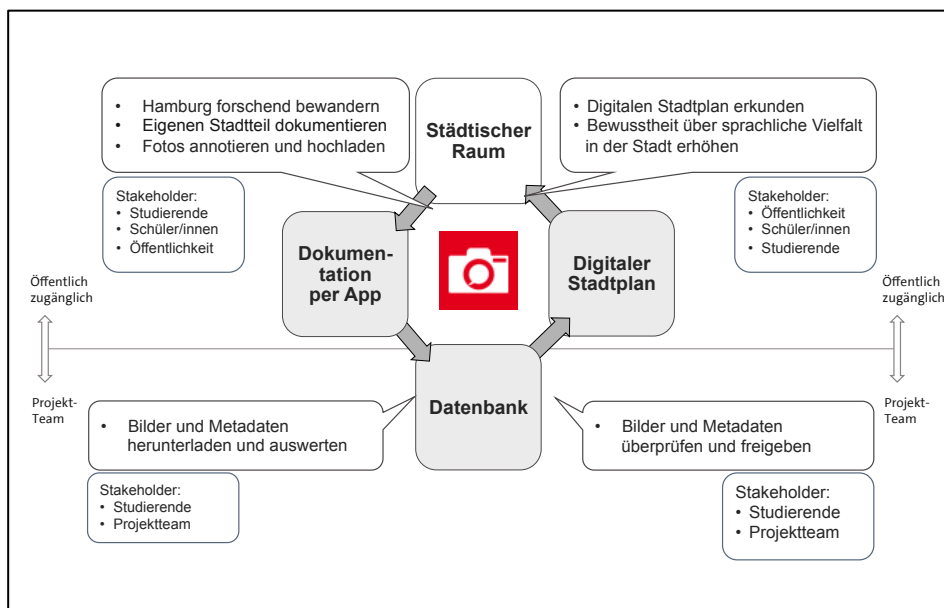 • Hamburg forschend bewandern
• Eigenen Stadtteil dokumentieren
• Fotos annotieren und hochladen
Städtischer
Raum
• Digitalen Stadtplan erkunden
• Bewusstheit über sprachliche Vielfalt
in der Stadt erhöhen
Stakeholder:
• Studierende
• Schüler/innen
• Öffentlichkeit
Stakeholder:
• Öffentlichkeit
• Schüler/innen
• Studierende
Dokumen-
tation
per App
Digitaler
Stadtplan
Öffentlich
zugänglich
Öffentlich
zugänglich
Projekt-
Team
Projekt-
Team
Datenbank
• Bilder und Metadaten
herunterladen und auswerten
• Bilder und Metadaten
überprüfen und freigeben
Stakeholder:
• Studierende
• Projektteam
Stakeholder:
• Studierende
• Projektteam